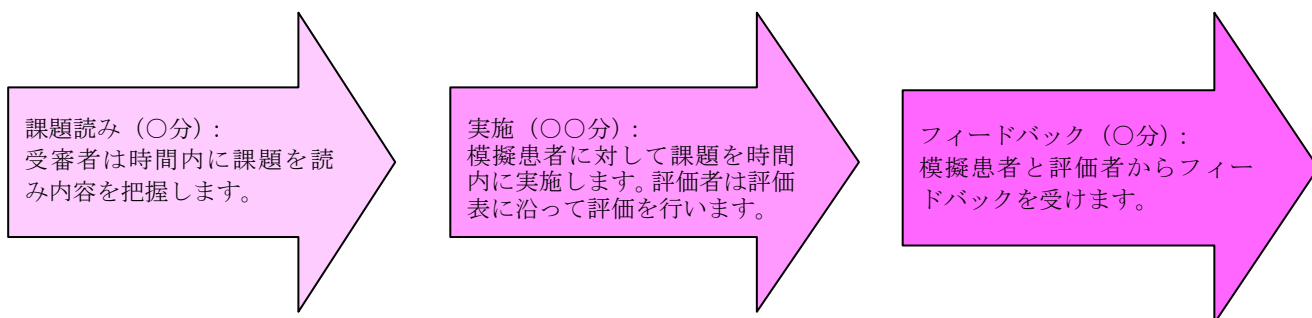 課題読み（○分）：
受審者は時間内に課題を読
み内容を把握します。
実施（○○分）：
模擬患者に対して課題を時間
内に実施します。評価者は評価
表に沿って評価を行います。
フィードバック（○分）：
模擬患者と評価者からフィー
ドバックを受けます。